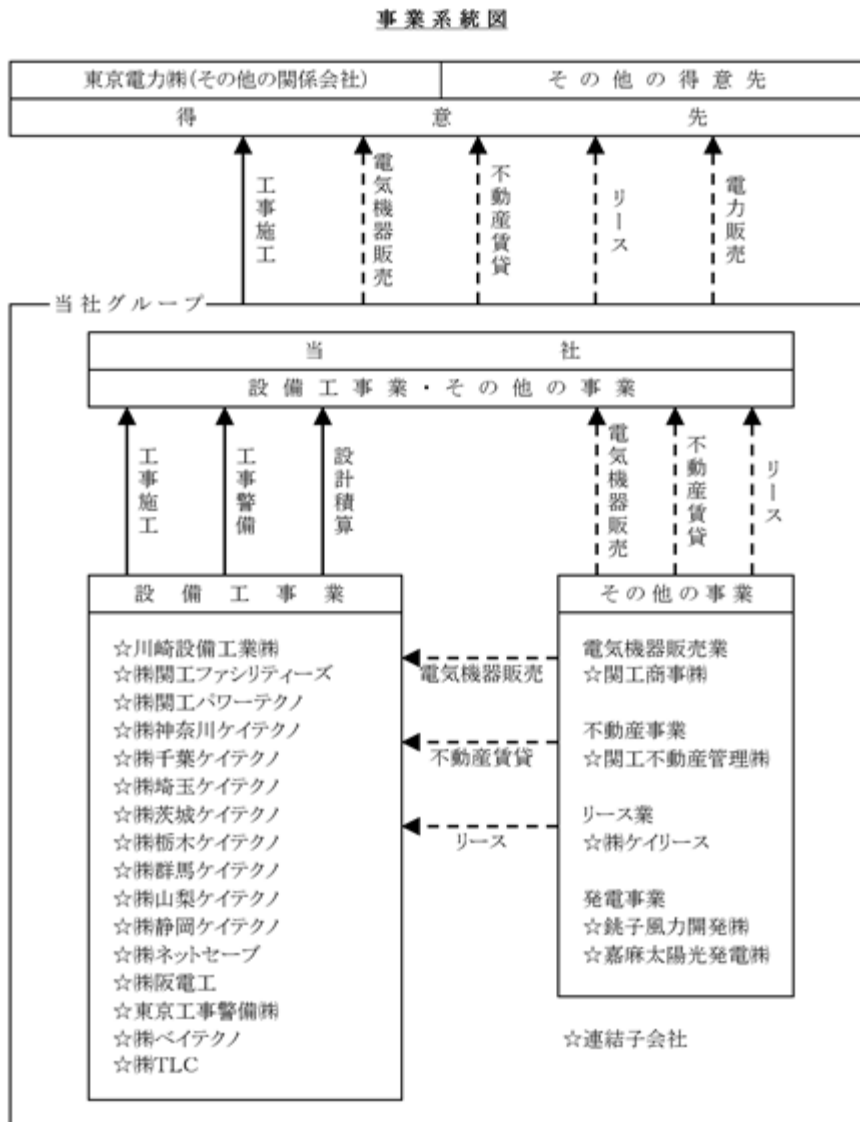 事業系統図
東京電力㈱(その他の関係会社)
その他の得意先
得意先
工事施工
電気機器販売
不動産賃貸
リース
電力販売
当社グループ
当社
設備工事業・その他の事業
工事施工
工事警備
設計積算
電気機器販売
不動産賃貸
リース
設備工事業
☆川崎設備工業㈱
☆㈱関工ファシリティーズ
☆㈱関工パワーテクノ
☆㈱神奈川ケイテクノ
☆㈱千葉ケイテクノ
☆㈱埼玉ケイテクノ
☆㈱茨城ケイテクノ
☆㈱栃木ケイテクノ
☆㈱群馬ケイテクノ
☆㈱山梨ケイテクノ
☆㈱静岡ケイテクノ
☆㈱ネットセーブ
☆㈱阪電工
☆東京工事警備㈱
☆㈱ベイテクノ
☆㈱TLC
電気機器販売
不動産賃貸
リース
その他の事業
電気機器販売業
☆関工商事㈱
不動産事業
☆関工不動産管理㈱
リース業
☆㈱ケイリース
発電事業
☆銚子風力開発㈱
☆嘉麻太陽光発電㈱
☆連結子会社